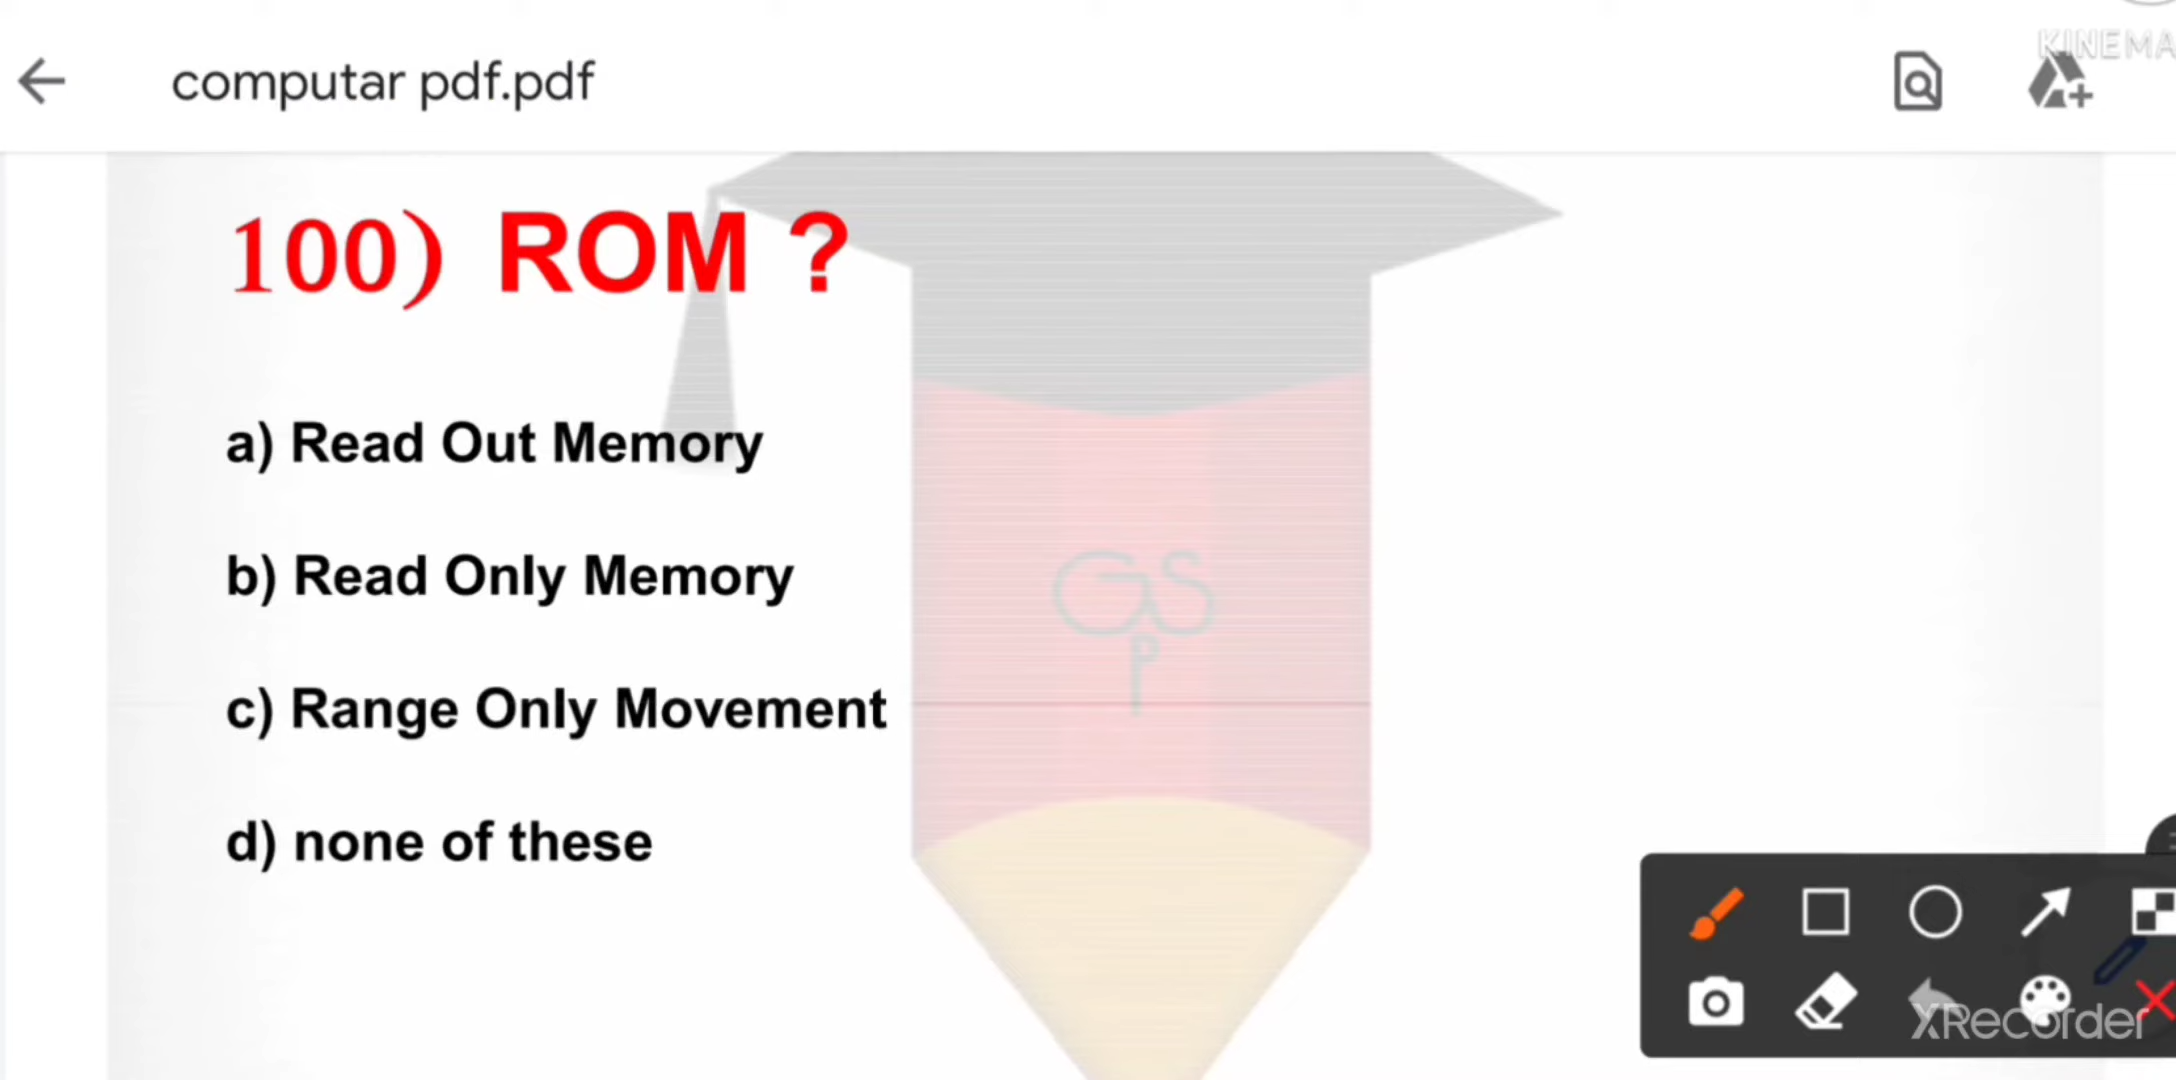 KINEMA
computar pdf.pdf
100) ROM ?
a) Read Out Memory
b) Read Only Memory
c) Range Only Movement
d) none of these
GS
P
XRecorder